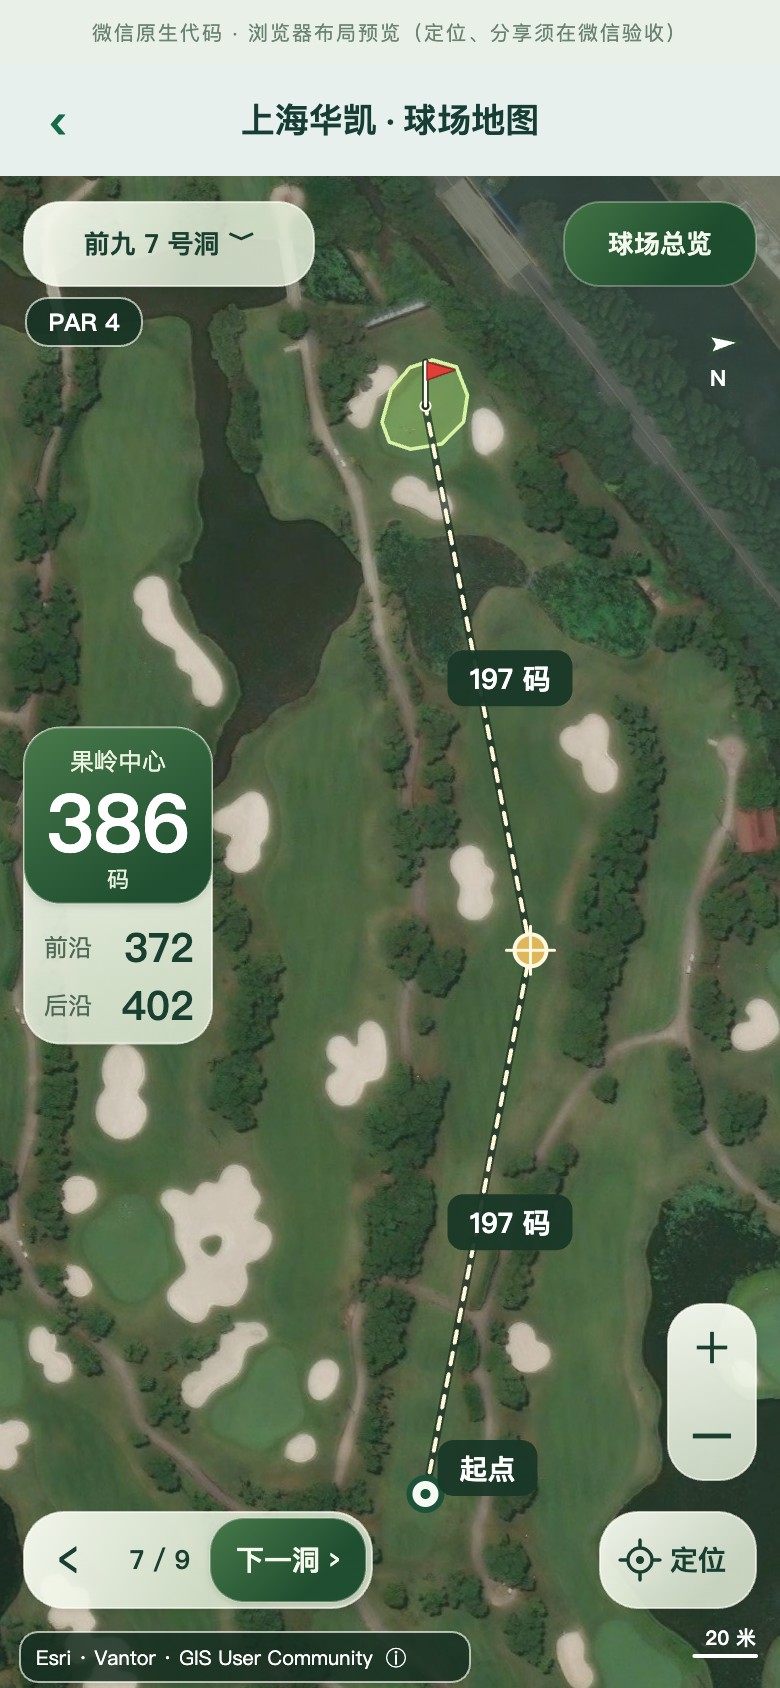 微信原生代码 · 浏览器布局预览（定位、分享须在微信验收）
上海华凯 · 球场地图
前九 7 号洞
球场总览
PAR 4
N
197 码
果岭中心
386
码
前沿 372
后沿 402
197 码
起点
7 / 9
下一洞 ›
定位
20 米
Esri · Vantor · GIS User Community ⓘ